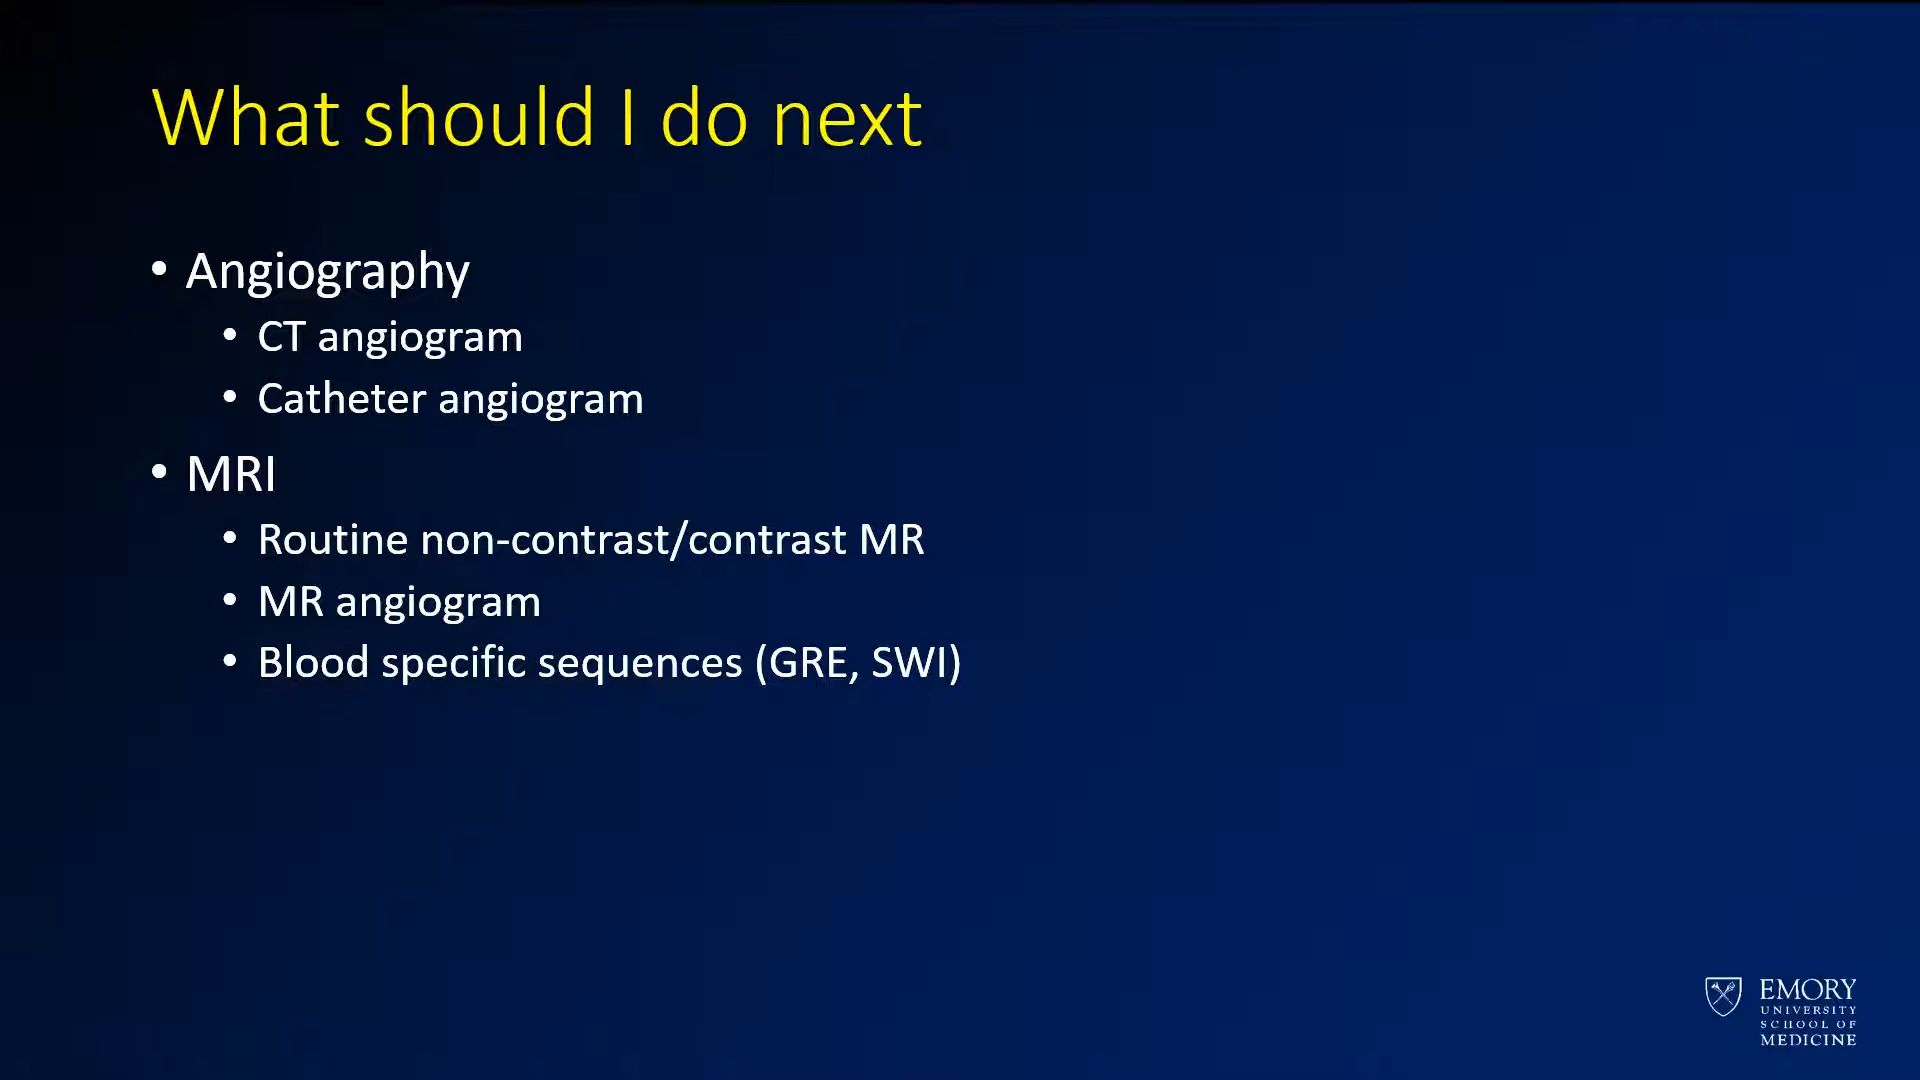 What should I do next
• Angiography
• CT angiogram
• Catheter angiogram
• MRI
• Routine non-contrast/contrast MR
• MR angiogram
• Blood specific sequences (GRE, SWI)
EMORY
UNIVERSITY
SCHOOL OF
MEDICINE